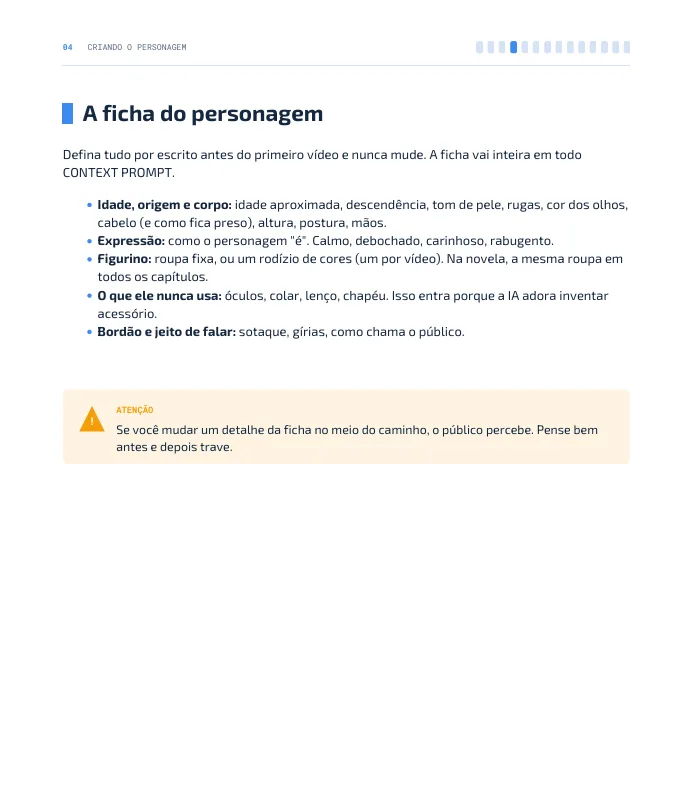 04 CRIANDO O PERSONAGEM
A ficha do personagem
Defina tudo por escrito antes do primeiro vídeo e nunca mude. A ficha vai inteira em todo
CONTEXT PROMPT.
• Idade, origem e corpo: idade aproximada, descendência, tom de pele, rugas, cor dos olhos,
cabelo (e como fica preso), altura, postura, mãos.
• Expressão: como o personagem "é". Calmo, debochado, carinhoso, rabugento.
• Figurino: roupa fixa, ou um rodízio de cores (um por vídeo). Na novela, a mesma roupa em
todos os capítulos.
• O que ele nunca usa: óculos, colar, lenço, chapéu. Isso entra porque a IA adora inventar
acessório.
• Bordão e jeito de falar: sotaque, gírias, como chama o público.
ATENÇÃO
Se você mudar um detalhe da ficha no meio do caminho, o público percebe. Pense bem
antes e depois trave.